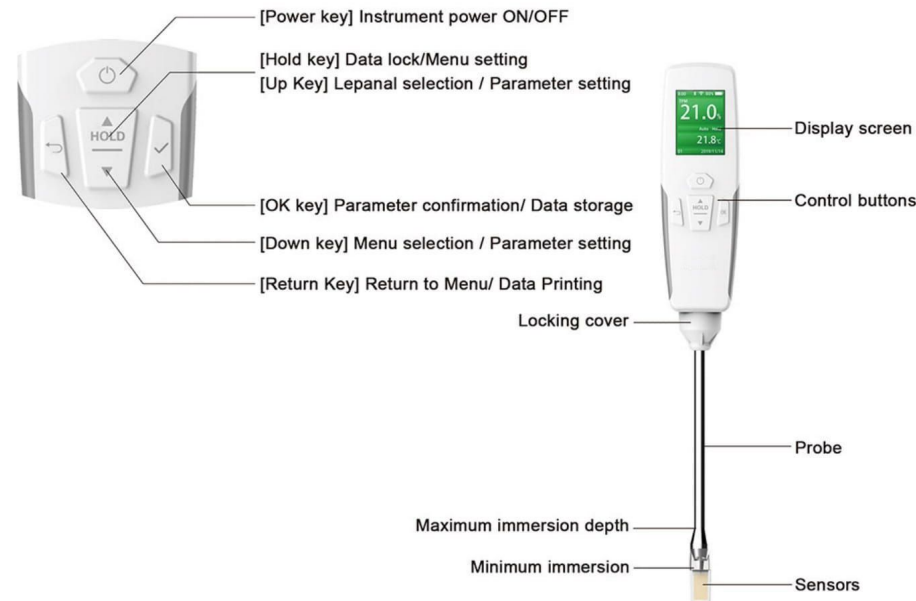 [Power key] Instrument power ON/OFF
[Hold key] Data lock/Menu setting
[Up Key] Lepanal selection / Parameter setting
HOLD
[OK key] Parameter confirmation/ Data storage
[Down key] Menu selection / Parameter setting
[Return Key] Return to Menu/ Data Printing
21.0%
21.8℃
Display screen
HOLD
Control buttons
Locking cover
Probe
Maximum immersion depth
Minimum immersion
Sensors